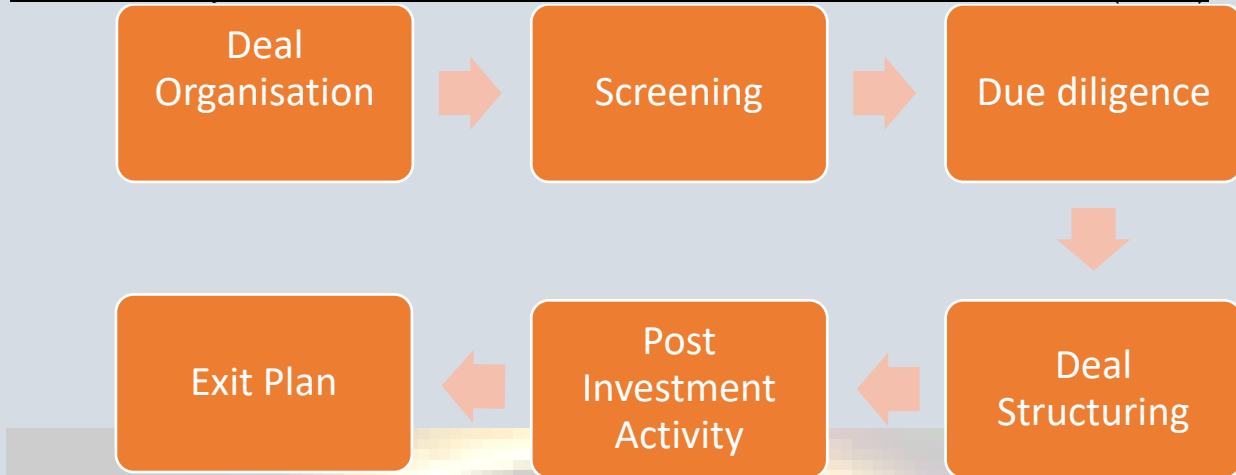 Deal
Organisation
Screening
Due diligence
Deal
Structuring
Post
Investment
Activity
Exit Plan